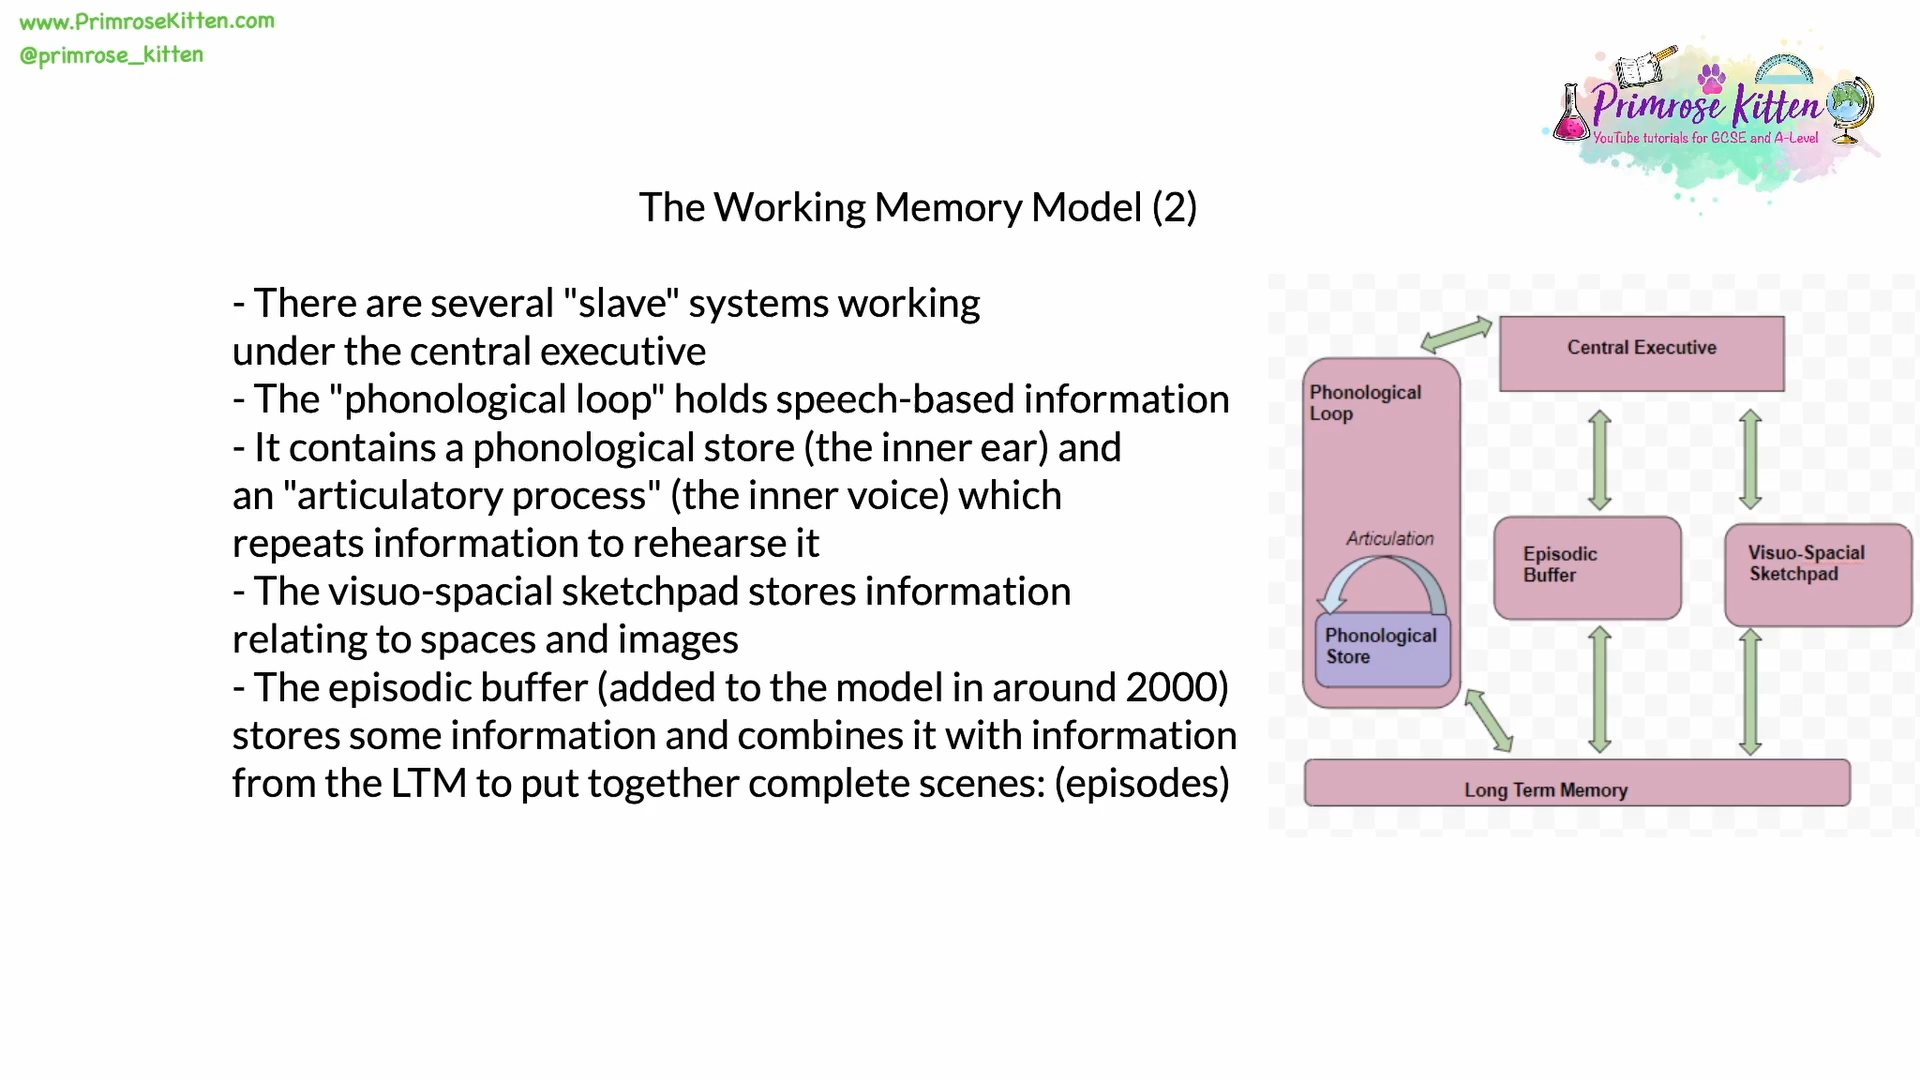 www.PrimroseKitten.com
@primrose_kitten
Primrose Kitten
YouTube tutorials for GCSE and A-Level
The Working Memory Model (2)
- There are several "slave" systems working
under the central executive
- The "phonological loop" holds speech-based information
- It contains a phonological store (the inner ear) and
an "articulatory process" (the inner voice) which
repeats information to rehearse it
- The visuo-spacial sketchpad stores information
relating to spaces and images
- The episodic buffer (added to the model in around 2000)
stores some information and combines it with information
from the LTM to put together complete scenes: (episodes)
Central Executive
Phonological
Loop
Articulation
Phonological
Store
Episodic
Buffer
Visuo-Spacial
Sketchpad
Long Term Memory